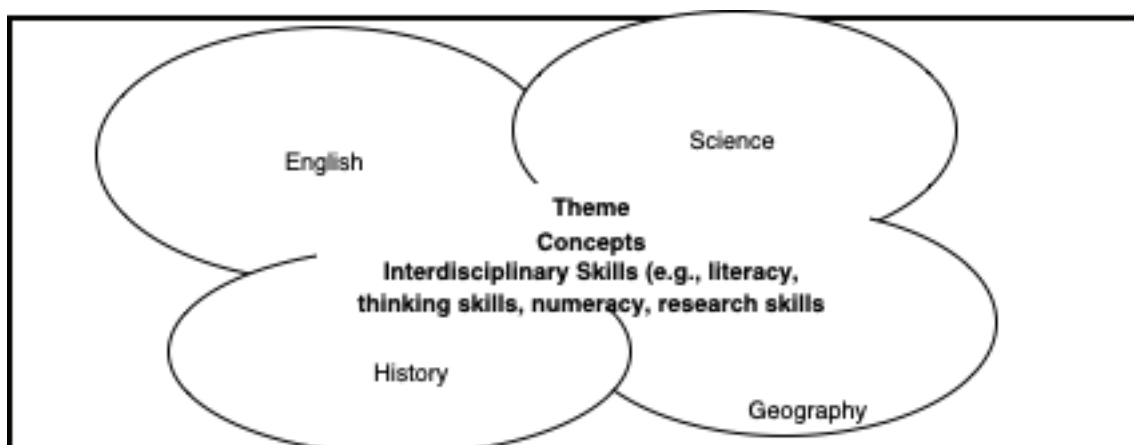 Science
English
Theme
Concepts
Interdisciplinary Skills (e.g., literacy,
thinking skills, numeracy, research skills
History
Geography